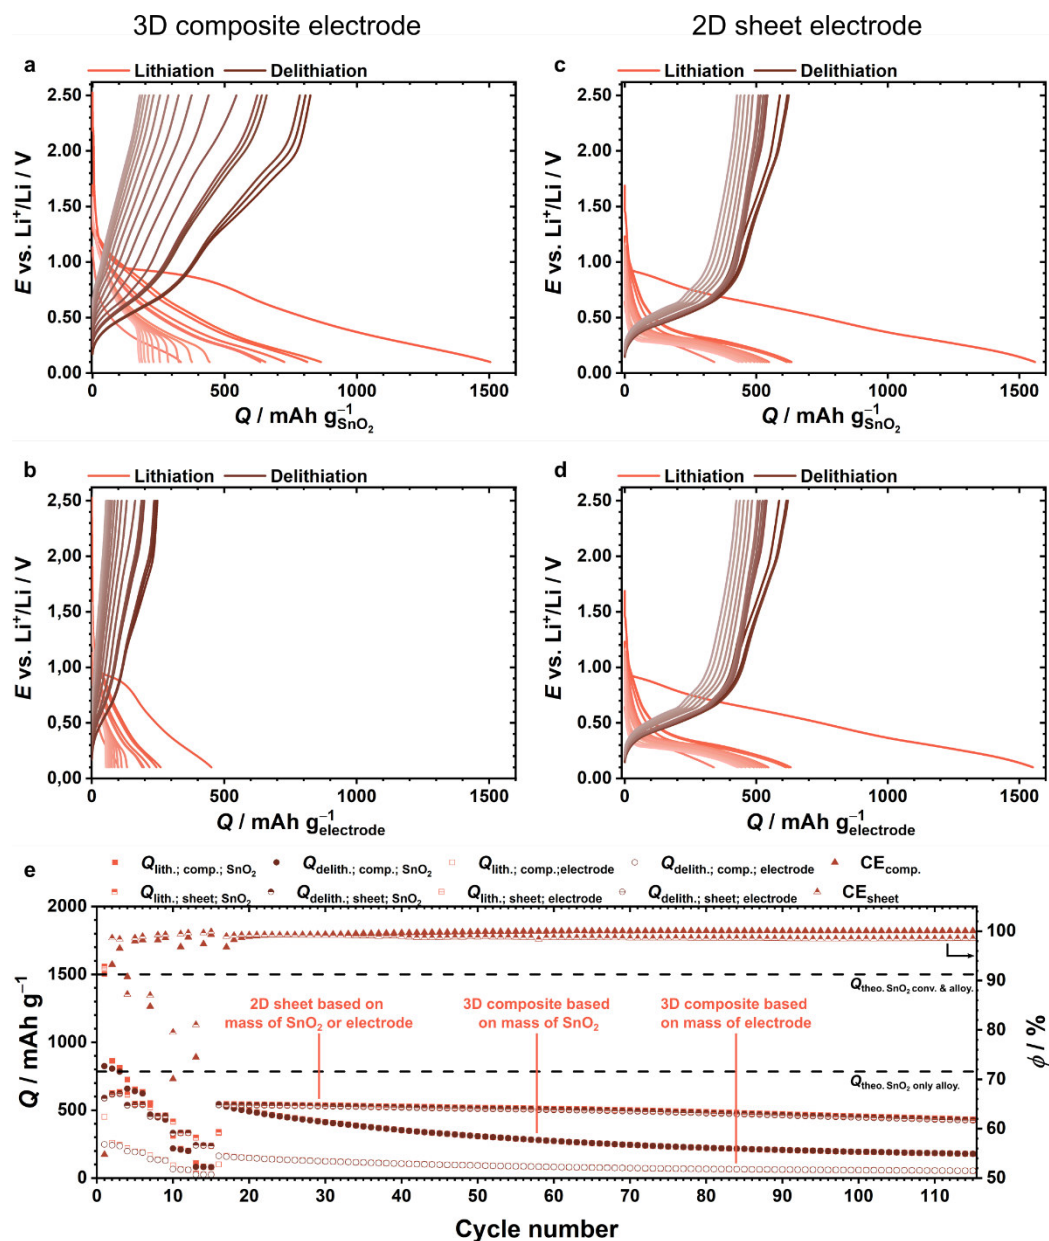 3D composite electrode
2D sheet electrode
a
Lithiation
Delithiation
2.50
2.00
1.50
1.00
0.50
0.00
E vs. Li⁺/Li / V
0
500
1000
1500
Q / mAh g⁻¹SnO₂
c
Lithiation
Delithiation
2.50
2.00
1.50
1.00
0.50
0.00
E vs. Li⁺/Li / V
0
500
1000
1500
Q / mAh g⁻¹SnO₂
b
Lithiation
Delithiation
2.50
2.00
1.50
1,00
0.50
0,00
E vs. Li⁺/Li / V
0
500
1000
1500
Q / mAh g⁻¹electrode
d
Lithiation
Delithiation
2.50
2.00
1.50
1.00
0.50
0.00
E vs. Li⁺/Li / V
0
500
1000
1500
Q / mAh g⁻¹electrode
e
Qlith.; comp.; SnO₂
Qdelith.; comp.; SnO₂
Qlith.; comp.;electrode
Qdelith.; comp.; electrode
CEcomp.
Qlith.; sheet; SnO₂
Qdelith.; sheet; SnO₂
Qlith.; sheet; electrode
Qdelith.; sheet; electrode
CEsheet
2000
1750
1500
1250
1000
750
500
250
0
Q / mAh g⁻¹
100
90
80
70
60
50
ϕ / %
Qtheo. SnO₂ conv. & alloy.
2D sheet based on
mass of SnO₂ or electrode
3D composite based
on mass of SnO₂
3D composite based
on mass of electrode
Qtheo. SnO₂ only alloy.
0
10
20
30
40
50
60
70
80
90
100
110
Cycle number